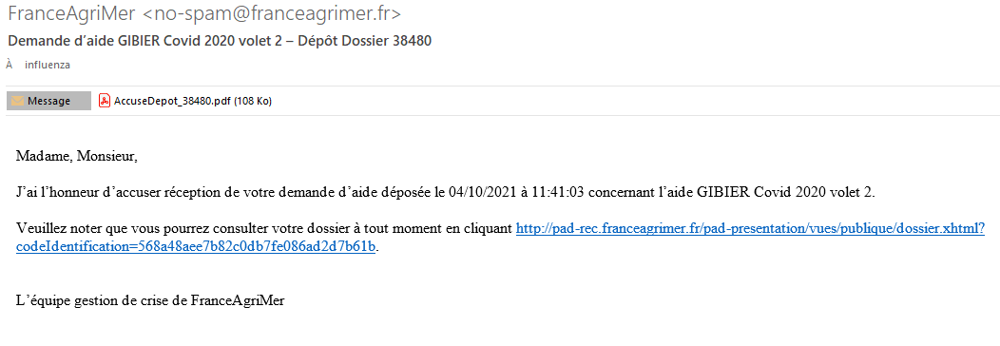 FranceAgriMer <no-spam@franceagrimer.fr>
Demande d’aide GIBIER Covid 2020 volet 2 – Dépôt Dossier 38480
À influenza
Message AccuseDepot_38480.pdf (108 Ko)
Madame, Monsieur,
J’ai l’honneur d’accuser réception de votre demande d’aide déposée le 04/10/2021 à 11:41:03 concernant l’aide GIBIER Covid 2020 volet 2.
Veuillez noter que vous pourrez consulter votre dossier à tout moment en cliquant http://pad-rec.franceagrimer.fr/pad-presentation/vues/publique/dossier.xhtml?
codeIdentification=568a48aee7b82c0db7fe086ad2d7b61b.
L’équipe gestion de crise de FranceAgriMer